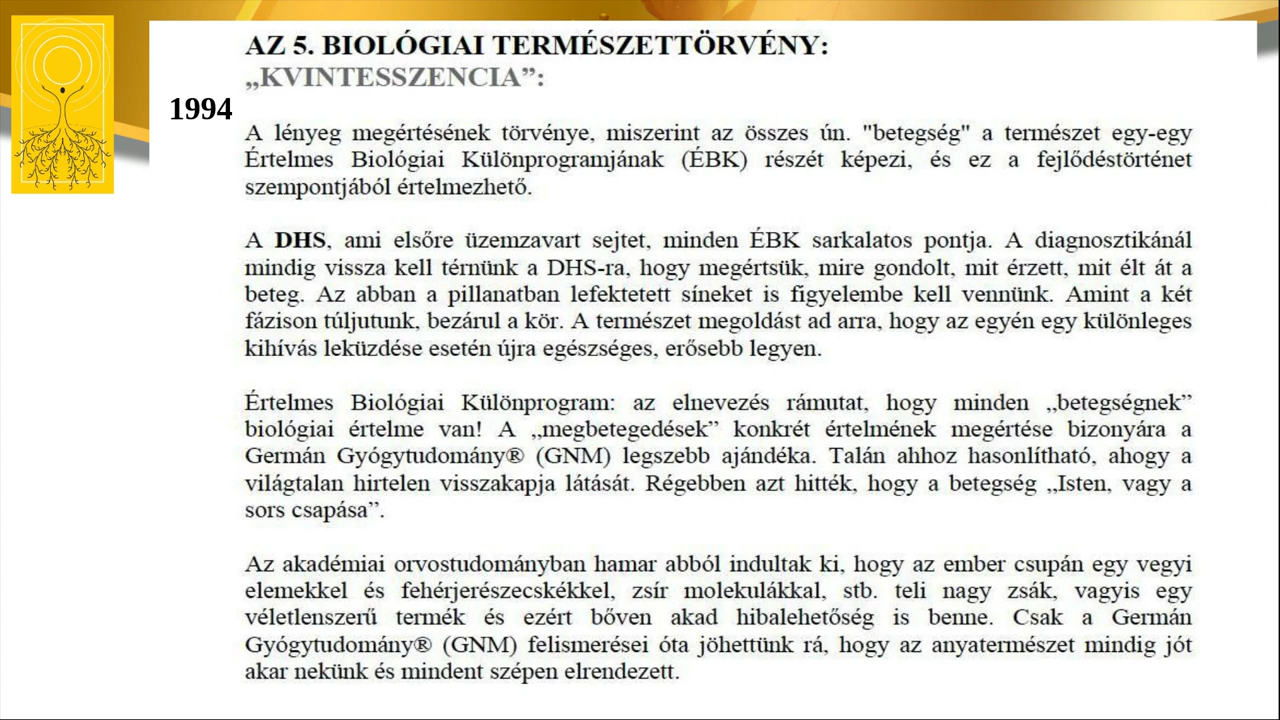 AZ 5. BIOLÓGIAI TERMÉSZETTÖRVÉNY:
„KVINTESSZENCIA”:
1994
A lényeg megértésének törvénye, miszerint az összes ún. "betegség" a természet egy-egy
Értelmes Biológiai Különprogramjának (ÉBK) részét képezi, és ez a fejlődéstörténet
szempontjából értelmezhető.
A DHS, ami elsőre üzemzavart sejtet, minden ÉBK sarkalatos pontja. A diagnosztikánál
mindig vissza kell térnünk a DHS-ra, hogy megértsük, mire gondolt, mit érzett, mit élt át a
beteg. Az abban a pillanatban lefektetett síneket is figyelembe kell vennünk. Amint a két
fázison túljutunk, bezárul a kör. A természet megoldást ad arra, hogy az egyén egy különleges
kihívás leküzdése esetén újra egészséges, erősebb legyen.
Értelmes Biológiai Különprogram: az elnevezés rámutat, hogy minden „betegségnek”
biológiai értelme van! A „megbetegedések” konkrét értelmének megértése bizonyára a
Germán Gyógytudomány® (GNM) legszebb ajándéka. Talán ahhoz hasonlítható, ahogy a
világtalan hirtelen visszakapja látását. Régebben azt hitték, hogy a betegség „Isten, vagy a
sors csapása”.
Az akadémiai orvostudományban hamar abból indultak ki, hogy az ember csupán egy vegyi
elemekkel és fehérjerészecskékkel, zsír molekulákkal, stb. teli nagy zsák, vagyis egy
véletlenszerű termék és ezért bőven akad hibalehetőség is benne. Csak a Germán
Gyógytudomány® (GNM) felismerései óta jöhettünk rá, hogy az anyatermészet mindig jót
akar nekünk és mindent szépen elrendezett.